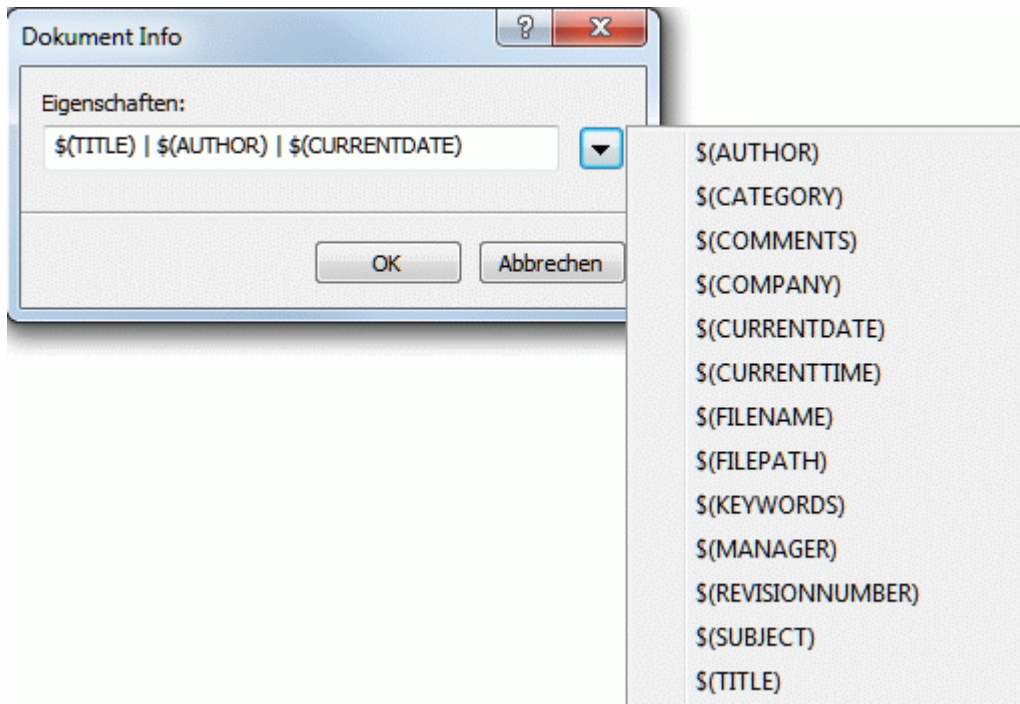 Dokument Info
Eigenschaften:
$(TITLE) | $(AUTHOR) | $(CURRENTDATE)
OK
Abbrechen
$(AUTHOR)
$(CATEGORY)
$(COMMENTS)
$(COMPANY)
$(CURRENTDATE)
$(CURRENTTIME)
$(FILENAME)
$(FILEPATH)
$(KEYWORDS)
$(MANAGER)
$(REVISIONNUMBER)
$(SUBJECT)
$(TITLE)